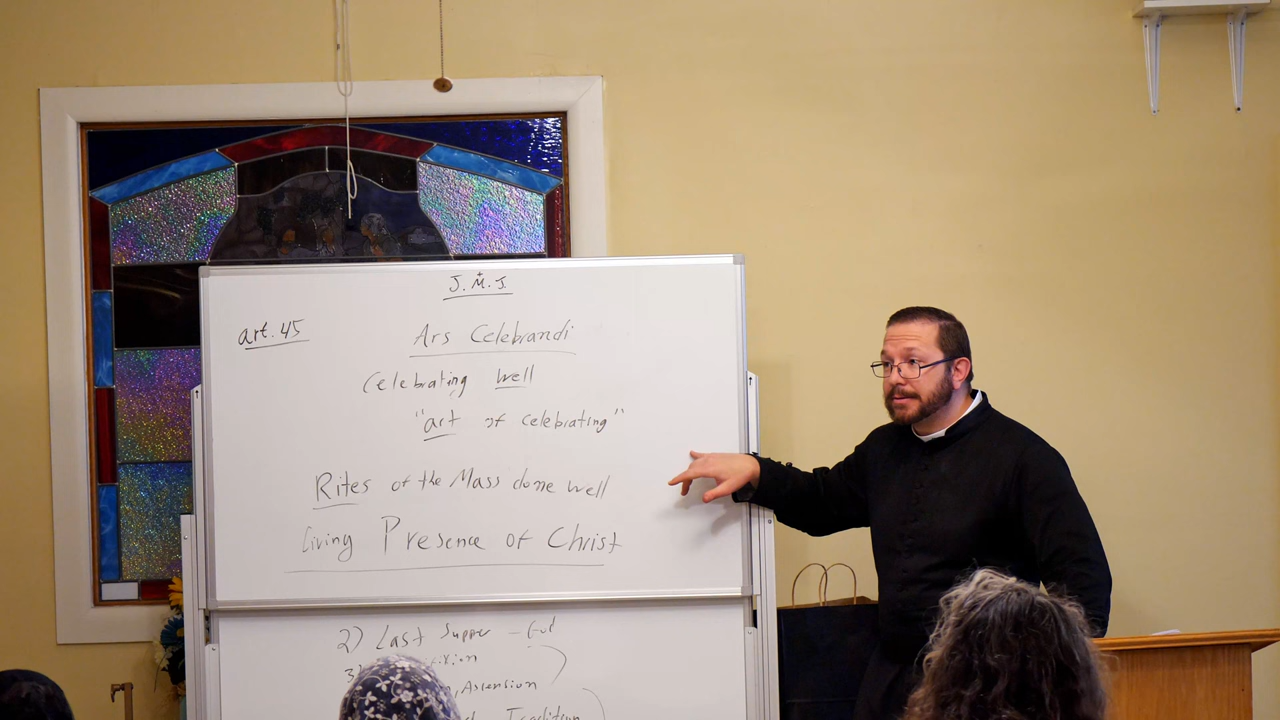 J.M.J.
art. 45
Ars Celebrandi
Celebrating well
"art of celebrating"
Rites of the Mass done well
Living Presence of Christ
2) Last Supper –
3)
Ascension
Tradition